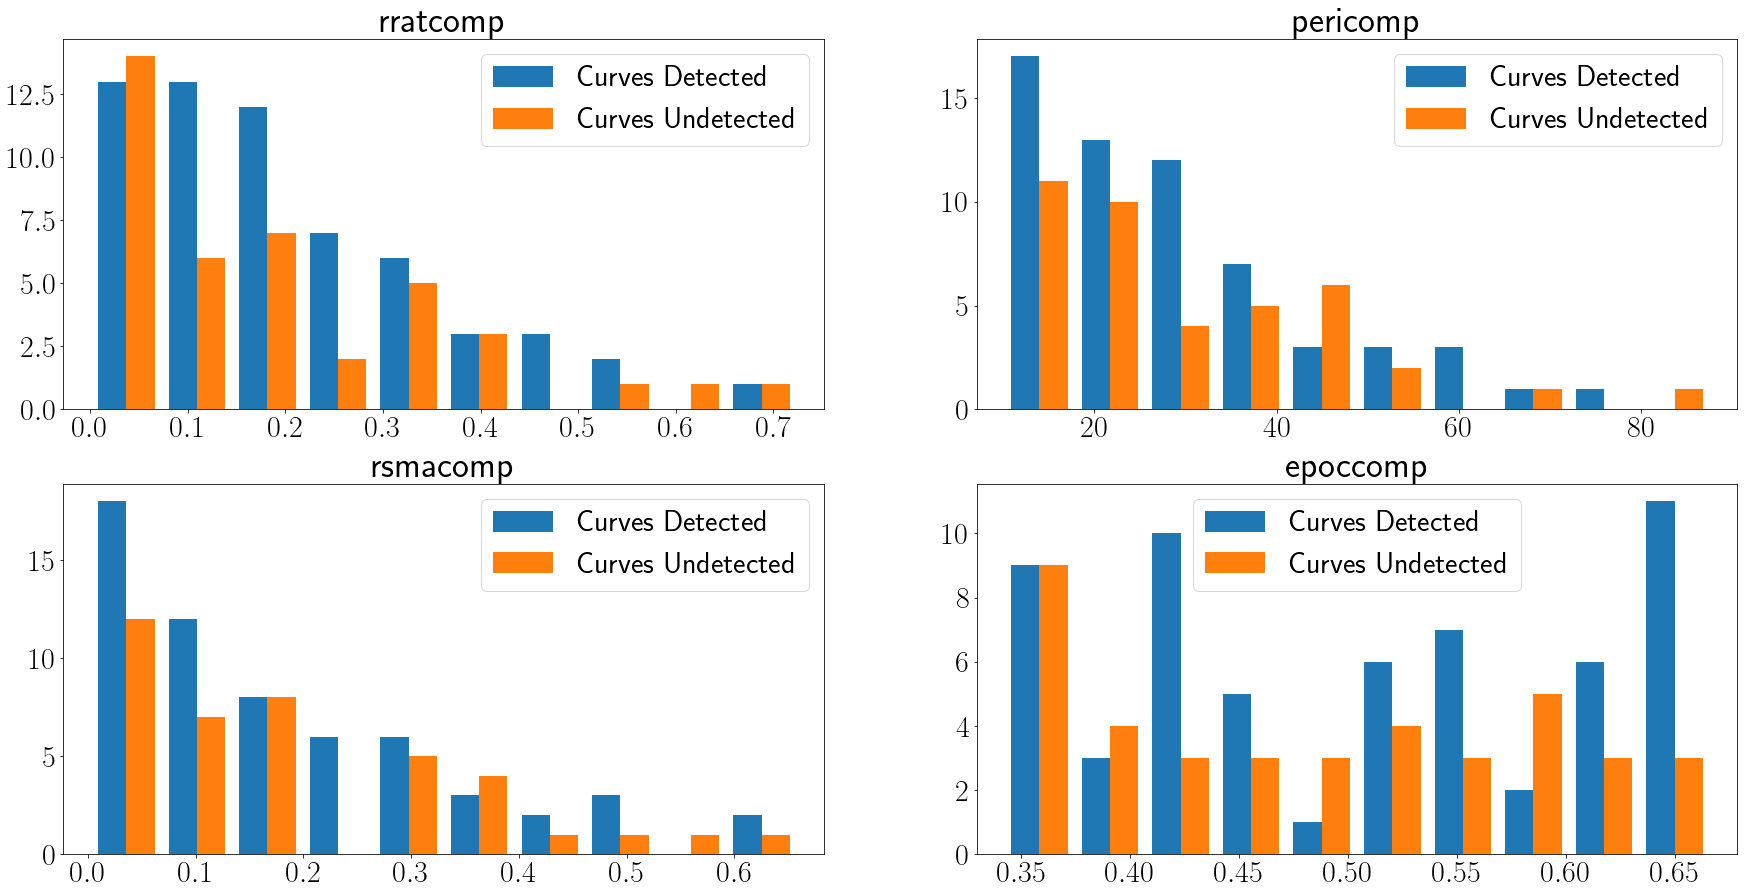 rratcomp
12.5
10.0
7.5
5.0
2.5
0.0
0.0 0.1 0.2 0.3 0.4 0.5 0.6 0.7
Curves Detected
Curves Undetected
pericomp
15
10
5
0
20 40 60 80
Curves Detected
Curves Undetected
rsmacomp
15
10
5
0
0.0 0.1 0.2 0.3 0.4 0.5 0.6
Curves Detected
Curves Undetected
epoccomp
10
8
6
4
2
0
0.35 0.40 0.45 0.50 0.55 0.60 0.65
Curves Detected
Curves Undetected